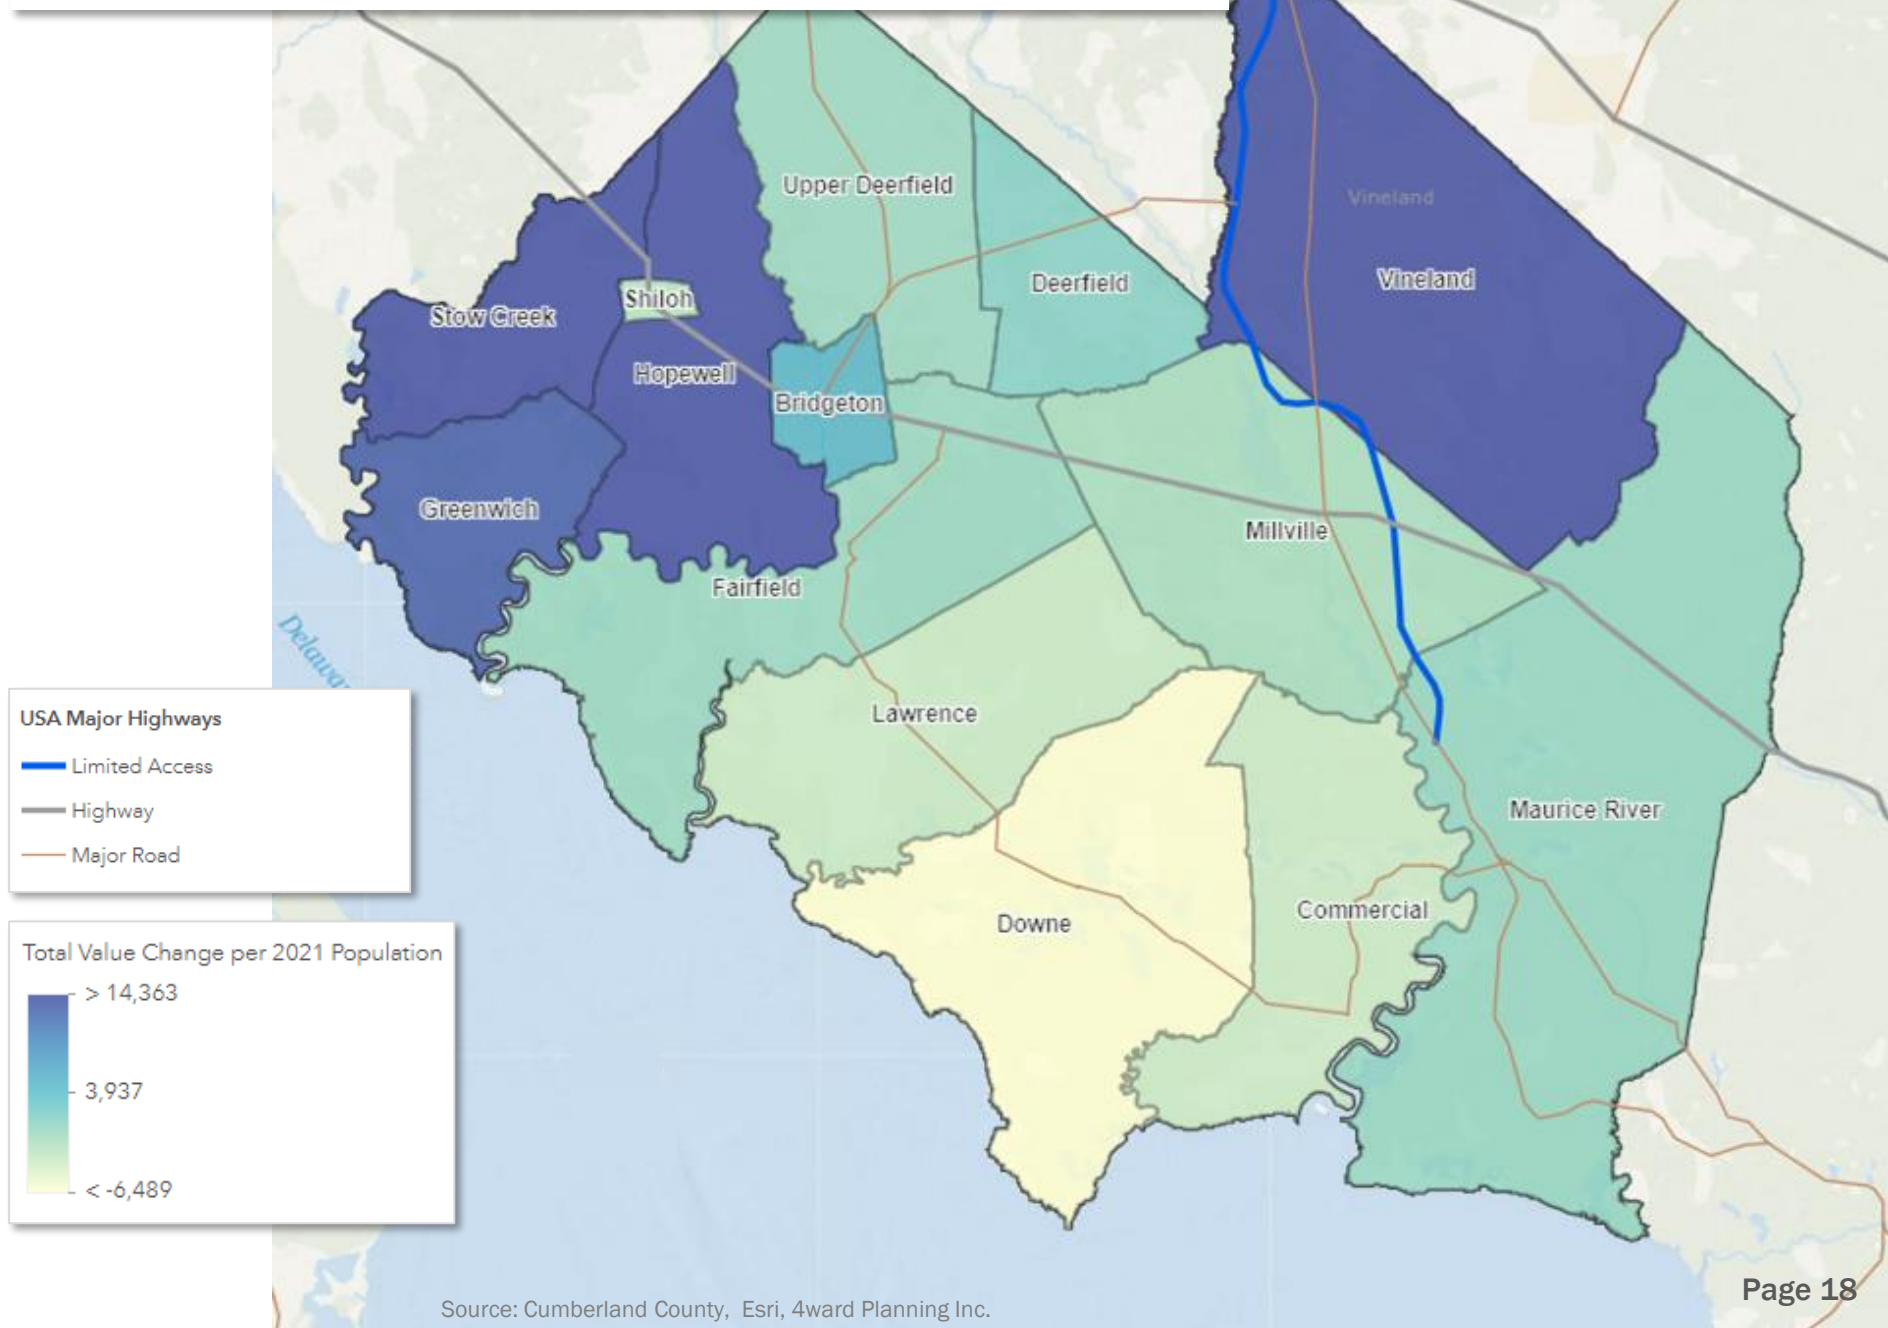 Upper Deerfield
Vineland
Deerfield
Vineland
Shiloh
Stow Creek
Hopewell
Bridgeton
Greenwich
Millville
Fairfield
Lawrence
Maurice River
Commercial
Downe
USA Major Highways
Limited Access
Highway
Major Road
Total Value Change per 2021 Population
> 14,363
3,937
< -6,489
Source: Cumberland County, Esri, 4ward Planning Inc.
Page 18